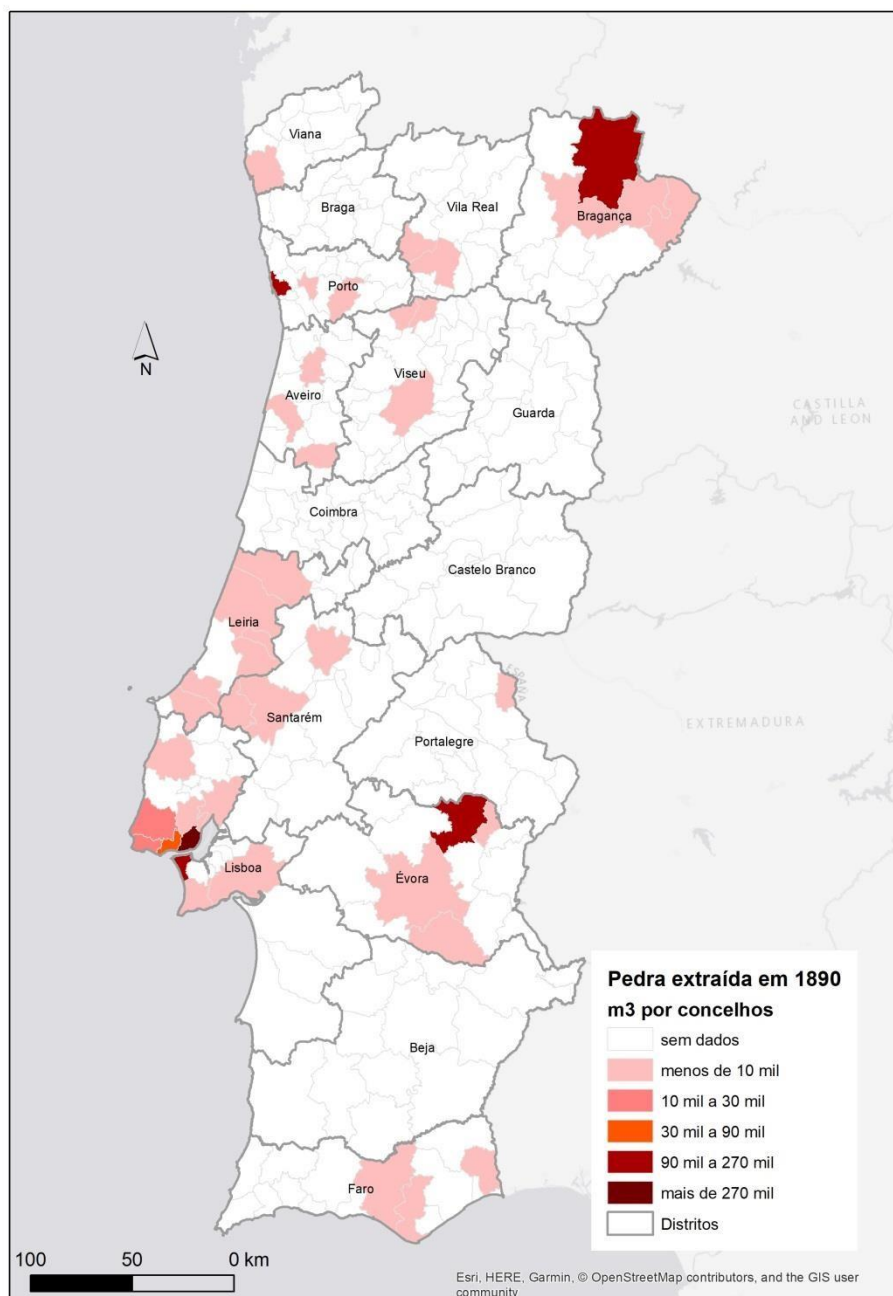 Viana
Braga
Vila Real
Bragança
Porto
N
Aveiro
Viseu
Guarda
CASTILLA
AND LEON
Coimbra
Castelo Branco
Leiria
ESPAÑA
Santarém
EXTREMADURA
Portalegre
Lisboa
Évora
Beja
Faro
Pedra extraída em 1890
m3 por concelhos
sem dados
menos de 10 mil
10 mil a 30 mil
30 mil a 90 mil
90 mil a 270 mil
mais de 270 mil
Distritos
100 50 0 km
Esri, HERE, Garmin, © OpenStreetMap contributors, and the GIS user
community